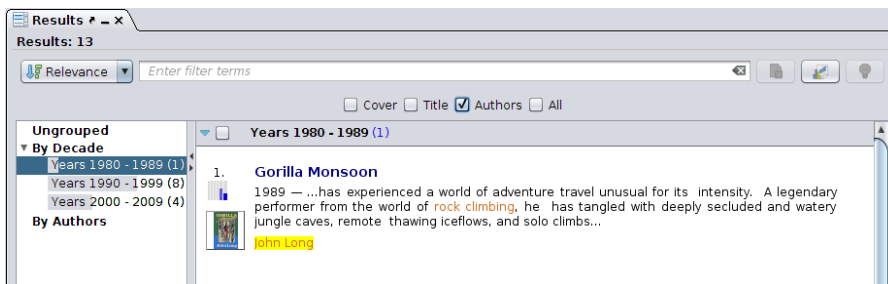 Results
Results: 13
Relevance
Enter filter terms
Cover Title Authors All
Ungrouped
By Decade
Years 1980 - 1989 (1)
Years 1990 - 1999 (8)
Years 2000 - 2009 (4)
By Authors
Years 1980 - 1989 (1)
1.
Gorilla Monsoon
1989 — ...has experienced a world of adventure travel unusual for its intensity. A legendary
performer from the world of rock climbing, he has tangled with deeply secluded and watery
jungle caves, remote thawing iceflows, and solo climbs...
GORILLA
John Long
John Long